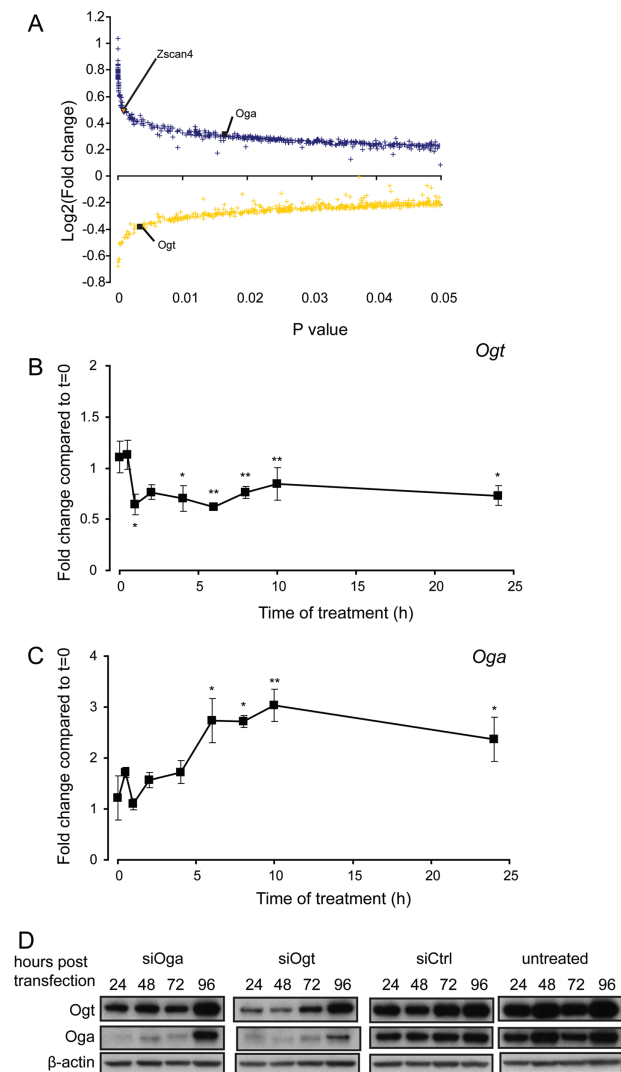 A
Log2(Fold change)
1.2
1
0.8
0.6
0.4
0.2
0
-0.2
-0.4
-0.6
-0.8
Zscan4
Oga
Ogt
0 0.01 0.02 0.03 0.04 0.05
P value
B
Ogt
Fold change compared to t=0
2
1.5
1
0.5
0
* * ** ** ** *
0 5 10 15 20 25
Time of treatment (h)
C
Oga
Fold change compared to t=0
4
3
2
1
0
* * ** *
0 5 10 15 20 25
Time of treatment (h)
D
hours post
transfection
siOga siOgt siCtrl untreated
24 48 72 96 24 48 72 96 24 48 72 96 24 48 72 96
Ogt
Oga
β-actin